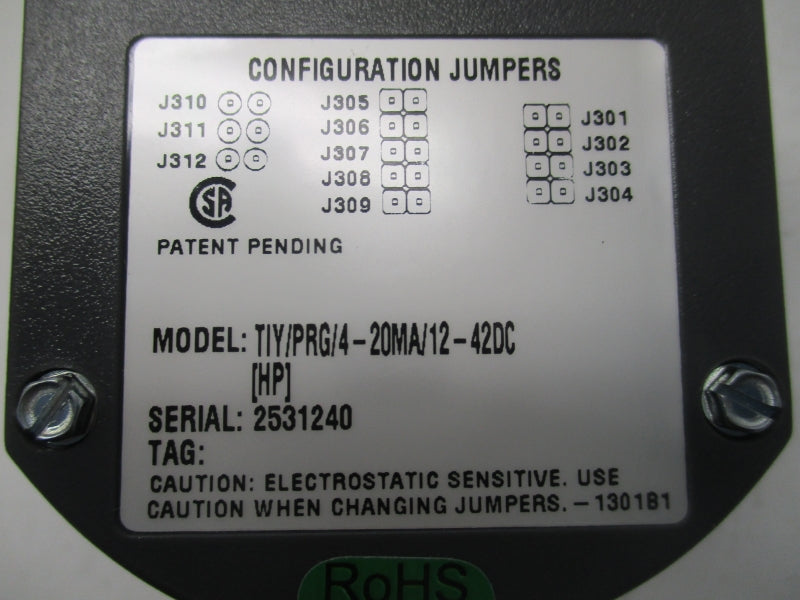 CONFIGURATION JUMPERS
J310 J305 J301
J311 J306 J302
J312 J307 J303
J308 J304
J309
CSA
PATENT PENDING
MODEL: TIY/PRG/4-20MA/12-42DC
[HP]
SERIAL: 2531240
TAG:
CAUTION: ELECTROSTATIC SENSITIVE. USE
CAUTION WHEN CHANGING JUMPERS. -1301B1
RoHS